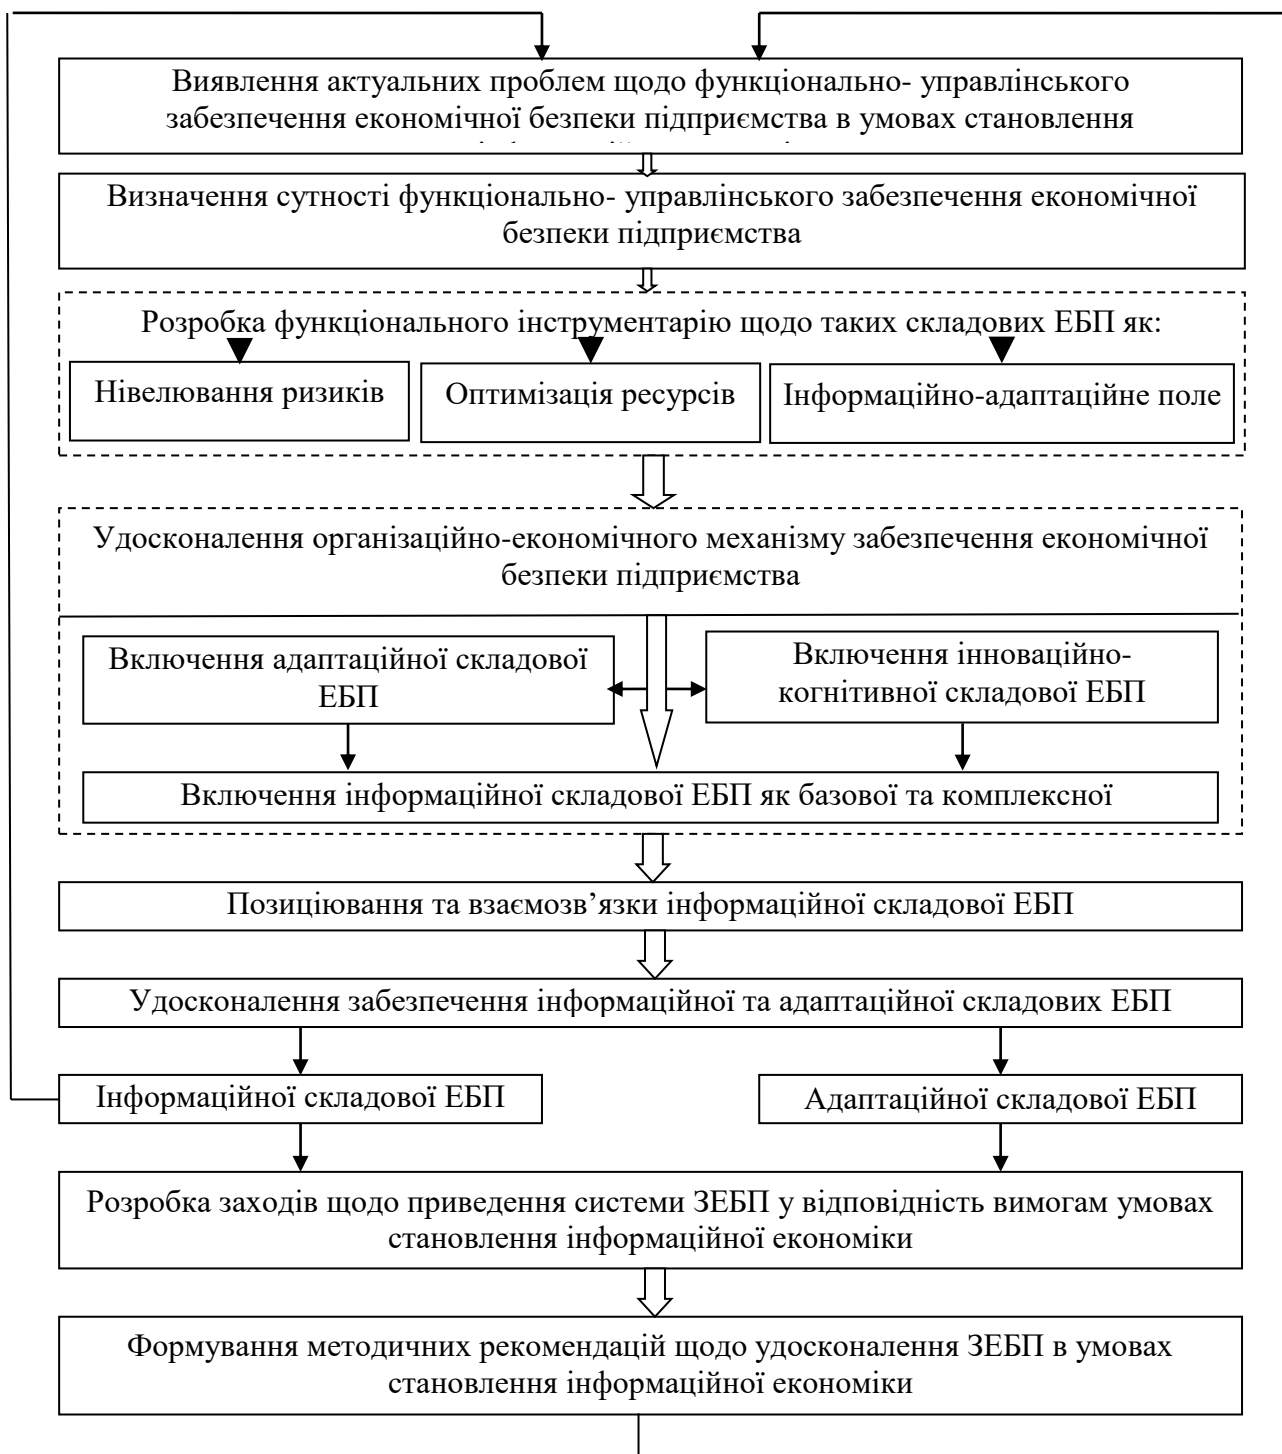 Виявлення актуальних проблем щодо функціонально- управлінського
забезпечення економічної безпеки підприємства в умовах становлення
Визначення сутності функціонально- управлінського забезпечення економічної
безпеки підприємства
Розробка функціонального інструментарію щодо таких складових ЕБП як:
Нівелювання ризиків
Оптимізація ресурсів
Інформаційно-адаптаційне поле
Удосконалення організаційно-економічного механізму забезпечення економічної
безпеки підприємства
Включення адаптаційної складової
ЕБП
Включення інноваційно-
когнітивної складової ЕБП
Включення інформаційної складової ЕБП як базової та комплексної
Позиціювання та взаємозв’язки інформаційної складової ЕБП
Удосконалення забезпечення інформаційної та адаптаційної складових ЕБП
Інформаційної складової ЕБП
Адаптаційної складової ЕБП
Розробка заходів щодо приведення системи ЗЕБП у відповідність вимогам умовах
становлення інформаційної економіки
Формування методичних рекомендацій щодо удосконалення ЗЕБП в умовах
становлення інформаційної економіки